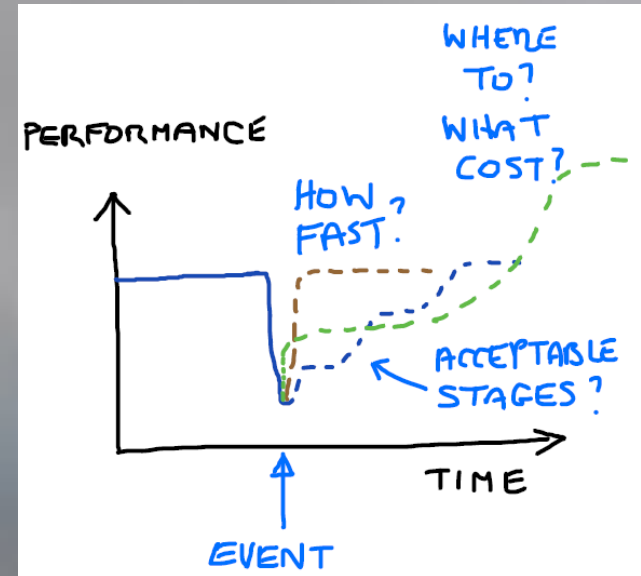 WHERE
TO?
WHAT
COST?
PERFORMANCE
HOW
FAST?
ACCEPTABLE
STAGES?
TIME
EVENT